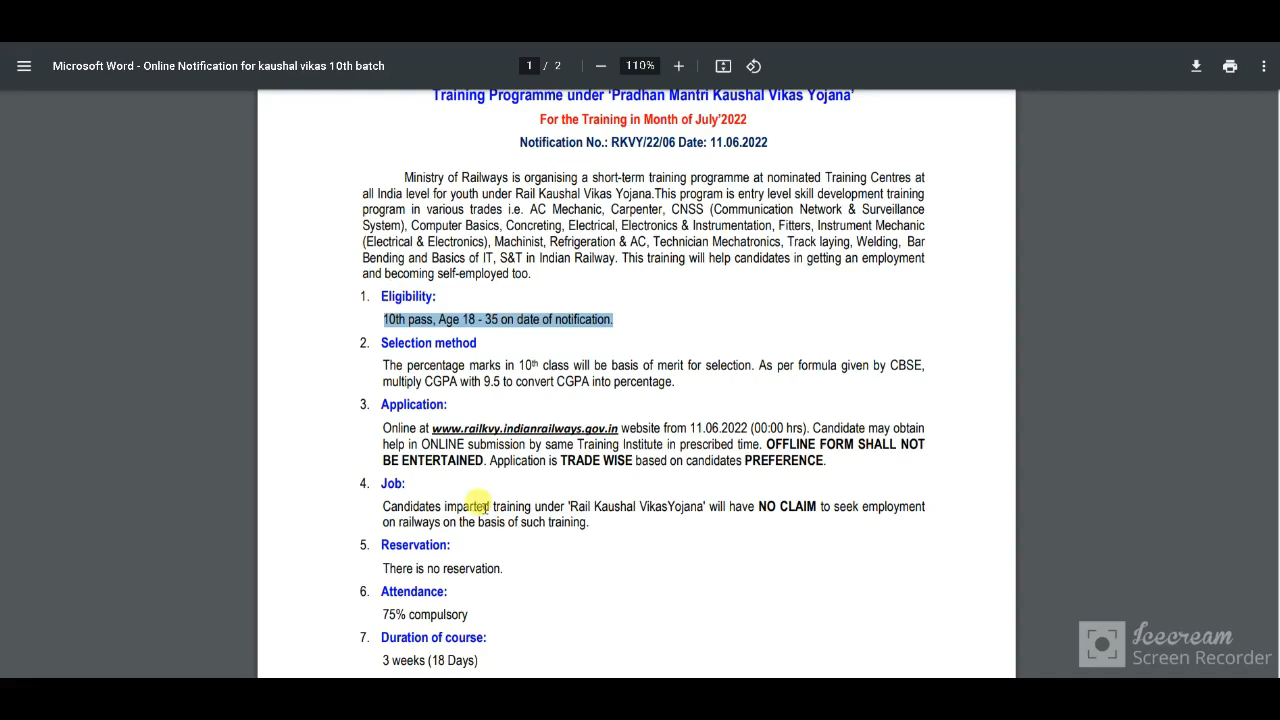 Microsoft Word - Online Notification for kaushal vikas 10th batch
1 / 2
110%
Training Programme under 'Pradhan Mantri Kaushal Vikas Yojana'
For the Training in Month of July'2022
Notification No.: RKVY/22/06 Date: 11.06.2022
Ministry of Railways is organising a short-term training programme at nominated Training Centres at
all India level for youth under Rail Kaushal Vikas Yojana.This program is entry level skill development training
program in various trades i.e. AC Mechanic, Carpenter, CNSS (Communication Network & Surveillance
System), Computer Basics, Concreting, Electrical, Electronics & Instrumentation, Fitters, Instrument Mechanic
(Electrical & Electronics), Machinist, Refrigeration & AC, Technician Mechatronics, Track laying, Welding, Bar
Bending and Basics of IT, S&T in Indian Railway. This training will help candidates in getting an employment
and becoming self-employed too.
1. Eligibility:
10th pass, Age 18 - 35 on date of notification.
2. Selection method
The percentage marks in 10th class will be basis of merit for selection. As per formula given by CBSE,
multiply CGPA with 9.5 to convert CGPA into percentage.
3. Application:
Online at www.railkvy.indianrailways.gov.in website from 11.06.2022 (00:00 hrs). Candidate may obtain
help in ONLINE submission by same Training Institute in prescribed time. OFFLINE FORM SHALL NOT
BE ENTERTAINED. Application is TRADE WISE based on candidates PREFERENCE.
4. Job:
Candidates imparted training under 'Rail Kaushal VikasYojana' will have NO CLAIM to seek employment
on railways on the basis of such training.
5. Reservation:
There is no reservation.
6. Attendance:
75% compulsory
7. Duration of course:
3 weeks (18 Days)
Icecream
Screen Recorder